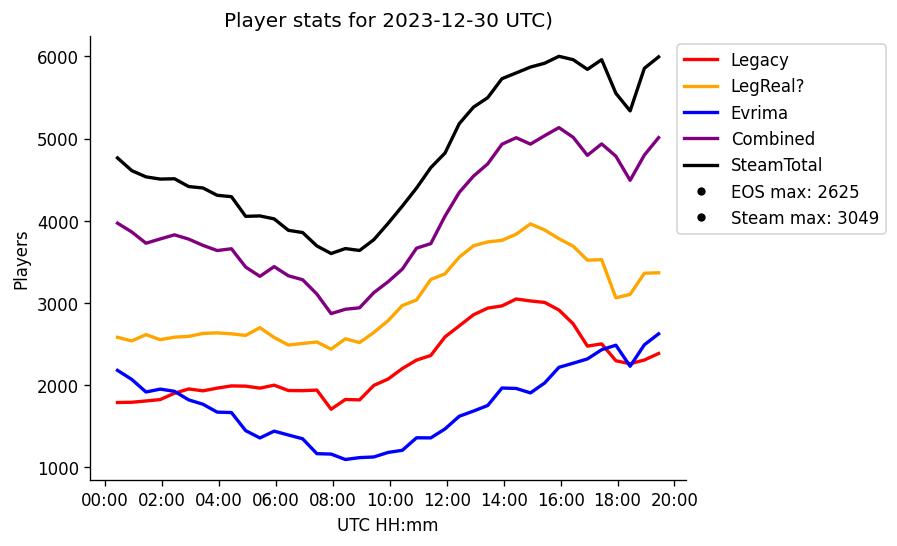 Player stats for 2023-12-30 UTC)
Players
6000
5000
4000
3000
2000
1000
00:00 02:00 04:00 06:00 08:00 10:00 12:00 14:00 16:00 18:00 20:00
UTC HH:mm
Legacy
LegReal?
Evrima
Combined
SteamTotal
EOS max: 2625
Steam max: 3049